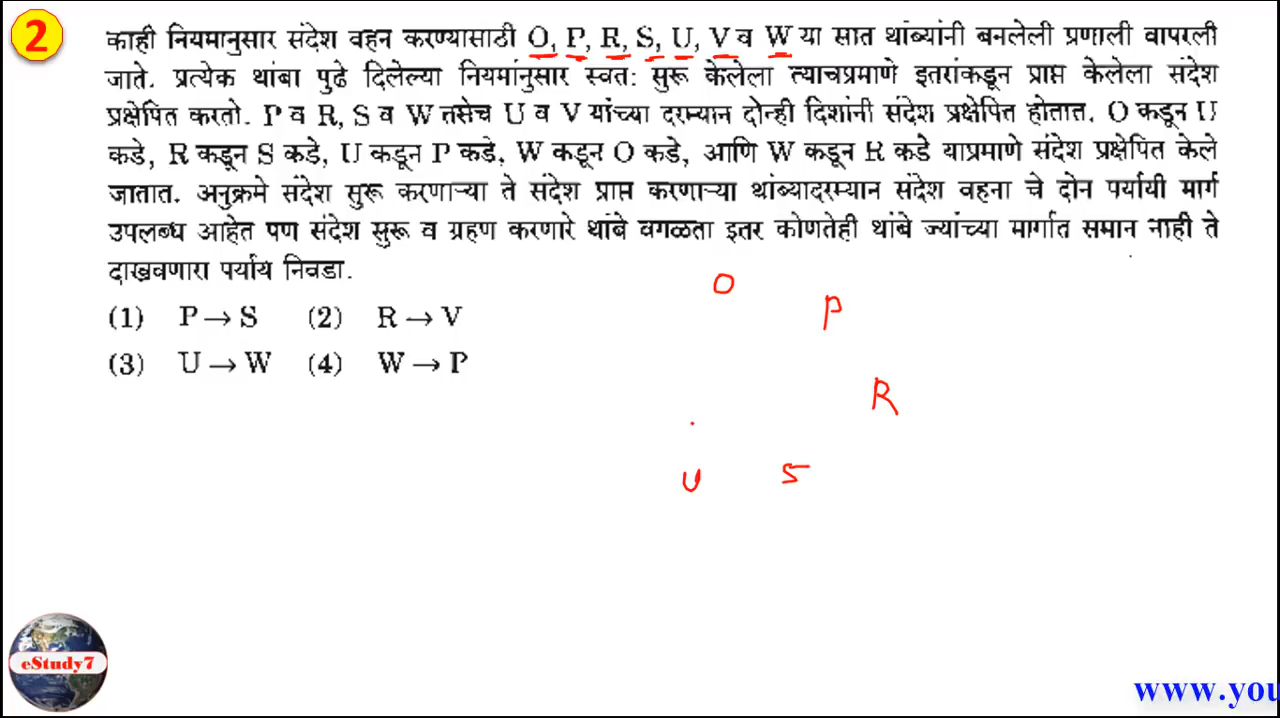 2
काही नियमानुसार संदेश वहन करण्यासाठी O, P, R, S, U, V व W या सात थांब्यांनी बनलेली प्रणाली वापरली
जाते. प्रत्येक थांबा पुढे दिलेल्या नियमांनुसार स्वतः सुरू केलेला त्याचप्रमाणे इतरांकडून प्राप्त केलेला संदेश
प्रक्षेपित करतो. P व R, S व W तसेच U व V यांच्या दरम्यान दोन्ही दिशांनी संदेश प्रक्षेपित होतात. O कडून U
कडे, R कडून S कडे, U कडून P कडे, W कडून O कडे, आणि W कडून R कडे याप्रमाणे संदेश प्रक्षेपित केले
जातात. अनुक्रमे संदेश सुरू करणाऱ्या ते संदेश प्राप्त करणाऱ्या थांब्यादरम्यान संदेश वहना चे दोन पर्यायी मार्ग
उपलब्ध आहेत पण संदेश सुरू व ग्रहण करणारे थांबे वगळता इतर कोणतेही थांबे ज्यांच्या मार्गात समान नाही ते
दाखवणारा पर्याय निवडा.
(1) P → S (2) R → V
(3) U → W (4) W → P
O
P
R
U S
eStudy7
www.you